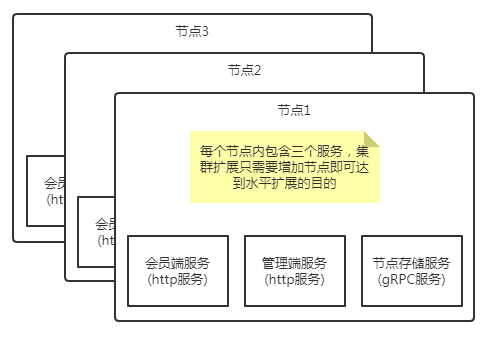 节点3
节点2
节点1
每个节点内包含三个服务，集
群扩展只需要增加节点即可达
到水平扩展的目的
会员
(htt
会员
(htt
会员端服务
(http服务)
管理端服务
(http服务)
节点存储服务
(gRPC服务)